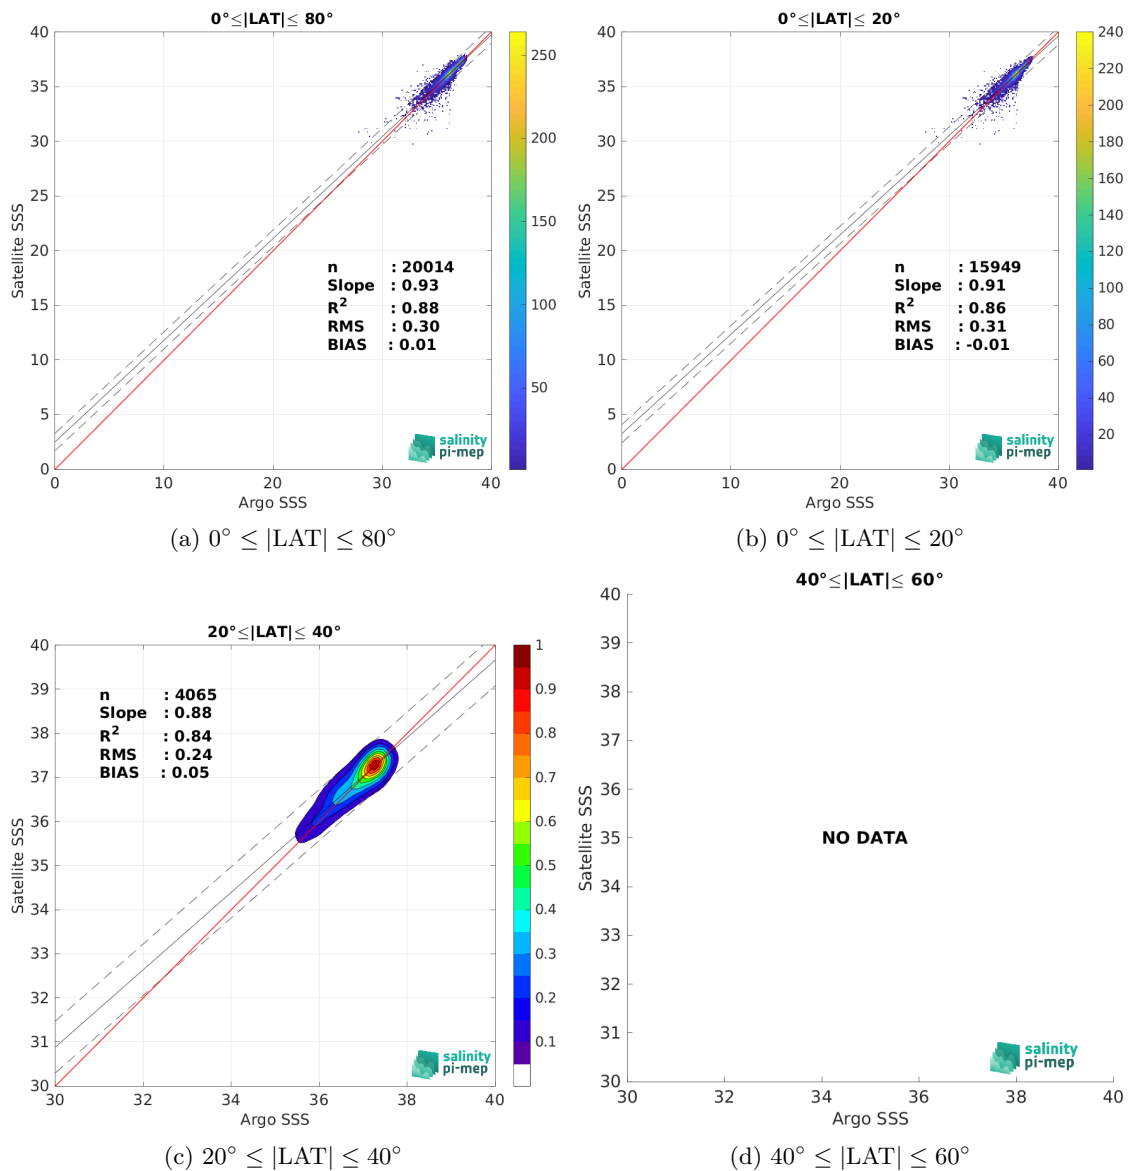 0°≤|LAT|≤ 80°
40
35
30
25
20
15
10
5
0
Satellite SSS
n : 20014
Slope : 0.93
R² : 0.88
RMS : 0.30
BIAS : 0.01
salinity
pi-mep
0 10 20 30 40
Argo SSS
250
200
150
100
50
(a) 0° ≤ |LAT| ≤ 80°
0°≤|LAT|≤ 20°
40
35
30
25
20
15
10
5
0
Satellite SSS
n : 15949
Slope : 0.91
R² : 0.86
RMS : 0.31
BIAS : -0.01
salinity
pi-mep
0 10 20 30 40
Argo SSS
240
220
200
180
160
140
120
100
80
60
40
20
(b) 0° ≤ |LAT| ≤ 20°
20°≤|LAT|≤ 40°
40
39
38
37
36
35
34
33
32
31
30
Satellite SSS
n : 4065
Slope : 0.88
R² : 0.84
RMS : 0.24
BIAS : 0.05
salinity
pi-mep
30 32 34 36 38 40
Argo SSS
1
0.9
0.8
0.7
0.6
0.5
0.4
0.3
0.2
0.1
(c) 20° ≤ |LAT| ≤ 40°
40°≤|LAT|≤ 60°
40
39
38
37
36
35
34
33
32
31
30
Satellite SSS
NO DATA
salinity
pi-mep
30 32 34 36 38 40
Argo SSS
(d) 40° ≤ |LAT| ≤ 60°